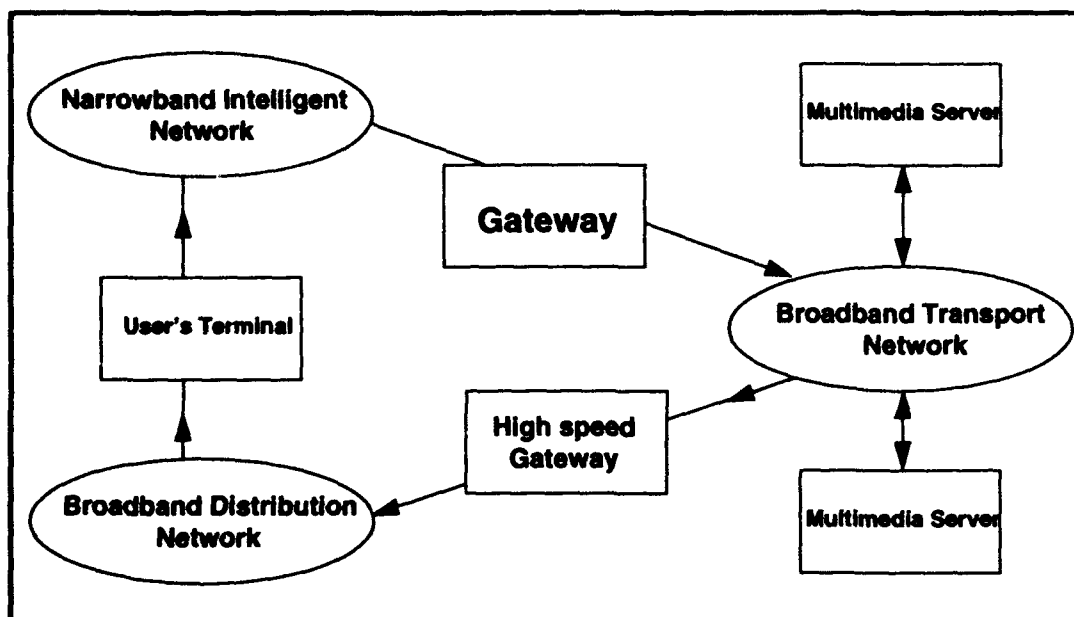 Narrowband Intelligent
Network
Multimedia Server
Gateway
User's Terminal
Broadband Transport
Network
High speed
Gateway
Broadband Distribution
Network
Multimedia Server